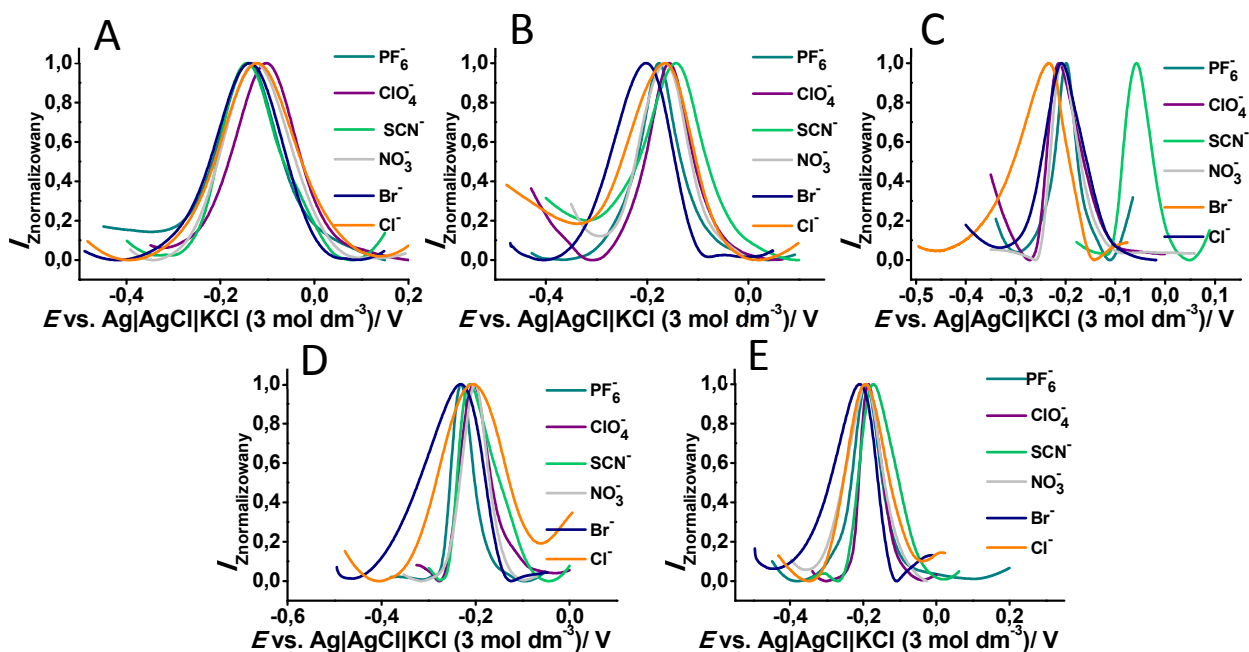 A
1,0
0,8
0,6
0,4
0,2
0,0
I Znormalizowany
-0,4
-0,2
0,0
0,2
E vs. Ag|AgCl|KCl (3 mol dm⁻³)/ V
PF₆⁻
ClO₄⁻
SCN⁻
NO₃⁻
Br⁻
Cl⁻
B
1,0
0,8
0,6
0,4
0,2
0,0
I Znormalizowany
-0,4
-0,2
0,0
E vs. Ag|AgCl|KCl (3 mol dm⁻³)/ V
PF₆⁻
ClO₄⁻
SCN⁻
NO₃⁻
Br⁻
Cl⁻
C
1,0
0,8
0,6
0,4
0,2
0,0
I Znormalizowany
-0,5
-0,4
-0,3
-0,2
-0,1
0,0
0,1
E vs. Ag|AgCl|KCl (3 mol dm⁻³)/ V
PF₆⁻
ClO₄⁻
SCN⁻
NO₃⁻
Br⁻
Cl⁻
D
1,0
0,8
0,6
0,4
0,2
0,0
I Znormalizowany
-0,6
-0,4
-0,2
0,0
E vs. Ag|AgCl|KCl (3 mol dm⁻³)/ V
PF₆⁻
ClO₄⁻
SCN⁻
NO₃⁻
Br⁻
Cl⁻
E
1,0
0,8
0,6
0,4
0,2
0,0
I Znormalizowany
-0,4
-0,2
0,0
0,2
E vs. Ag|AgCl|KCl (3 mol dm⁻³)/ V
PF₆⁻
ClO₄⁻
SCN⁻
NO₃⁻
Br⁻
Cl⁻